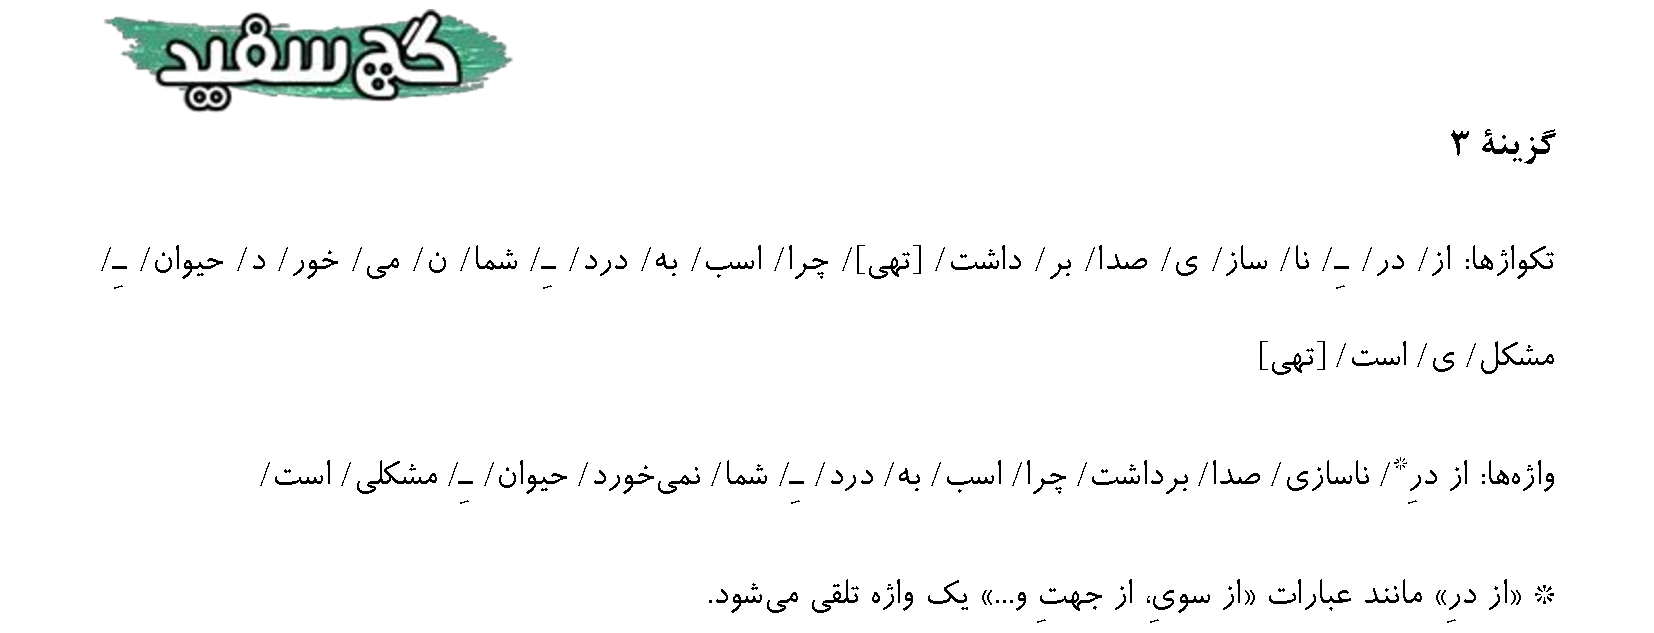 گچ سفید
گزینهٔ ۳
تکواژها: از/ در/ ـِ/ نا/ ساز/ ی/ صدا/ بر/ داشت/ [تهی]/ چرا/ اسب/ به/ درد/ ـِ/ شما/ ن/ می/ خور/ د/ حیوان/ ـِ/
مشکل/ ی/ است/ [تهی]
واژه‌ها: از درِ*/ ناسازی/ صدا/ برداشت/ چرا/ اسب/ به/ درد/ ـِ/ شما/ نمی‌خورد/ حیوان/ ـِ/ مشکلی/ است/
* «از درِ» مانند عبارات «از سویِ، از جهتِ و...» یک واژه تلقی می‌شود.